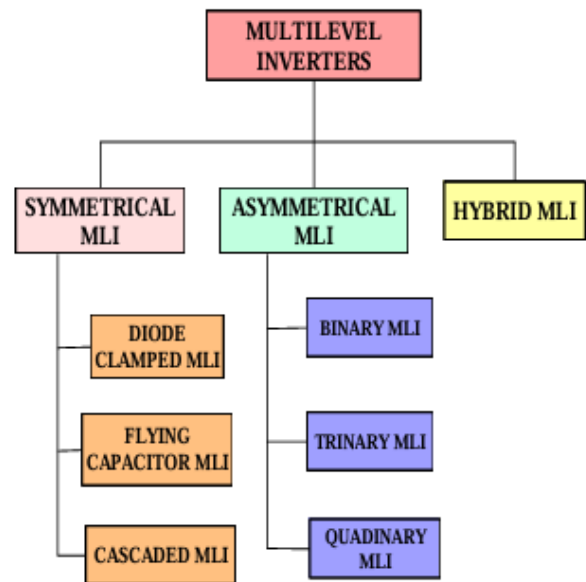 MULTILEVEL
INVERTERS
SYMMETRICAL
MLI
ASYMMETRICAL
MLI
HYBRID MLI
DIODE
CLAMPED MLI
FLYING
CAPACITOR MLI
CASCADED MLI
BINARY MLI
TRINARY MLI
QUADINARY
MLI